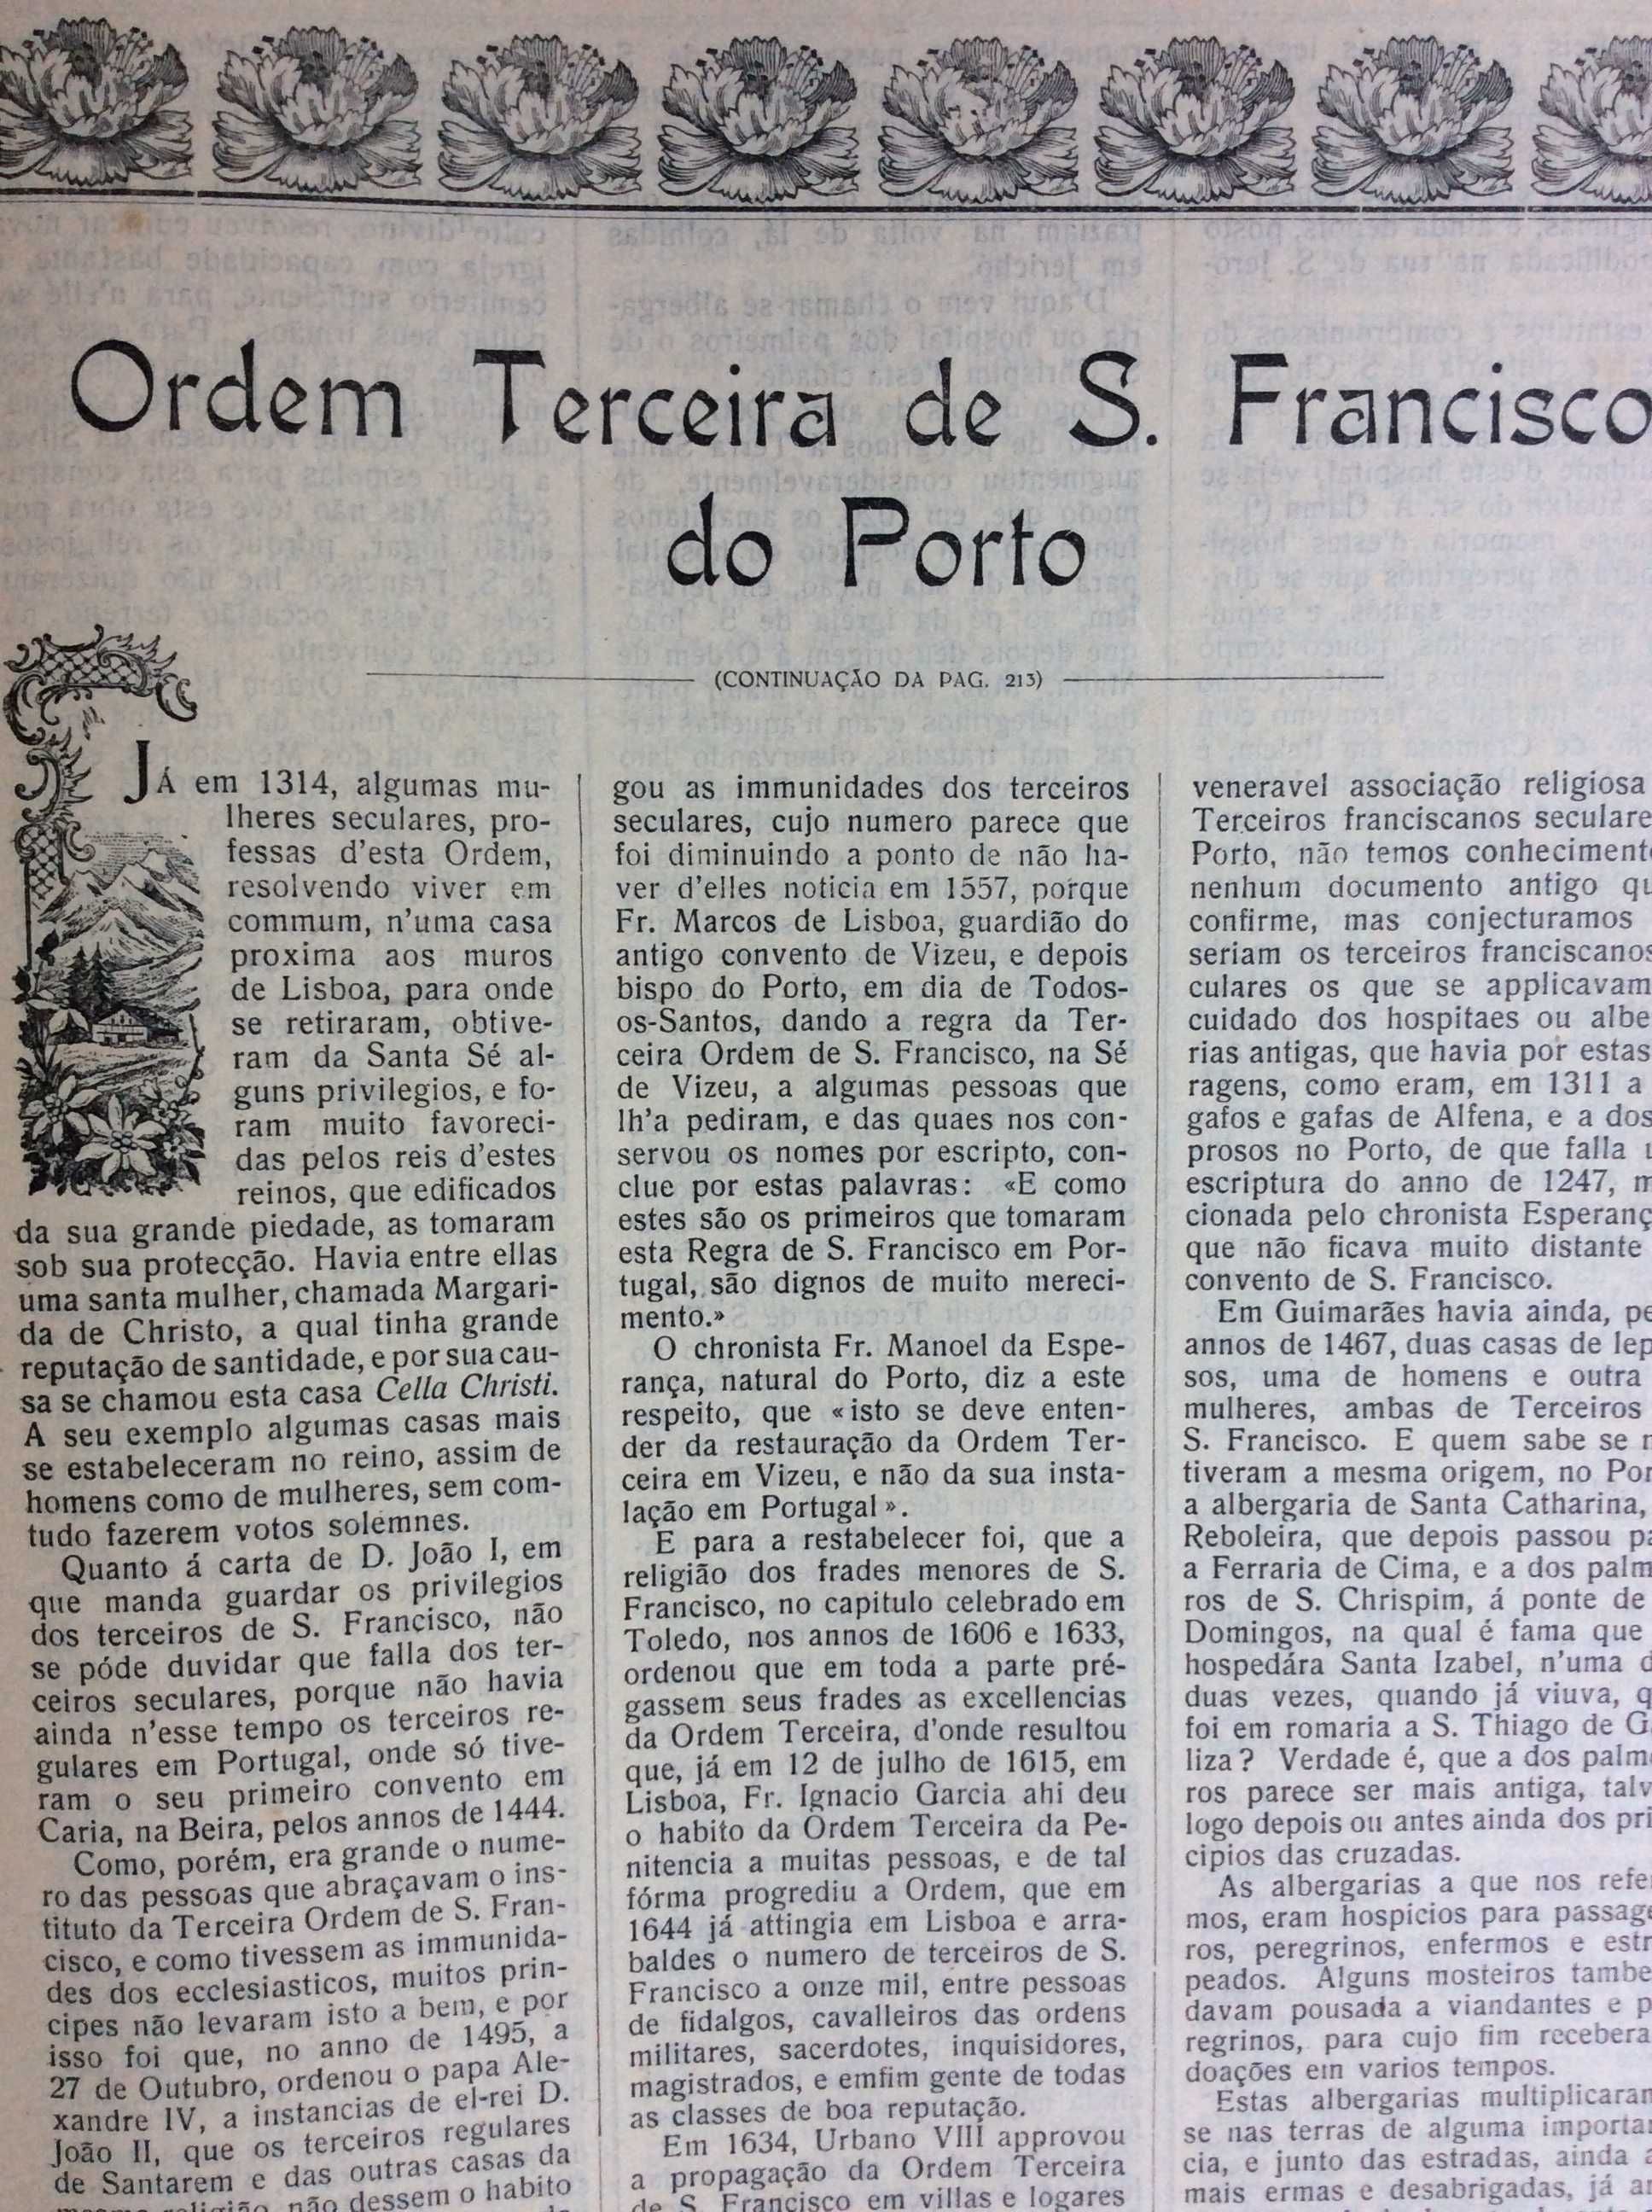 Ordem Terceira de S. Francisco
do Porto
(CONTINUAÇÃO DA PAG. 213)
JÁ em 1314, algumas mu-
lheres seculares, pro-
fessas d'esta Ordem,
resolvendo viver em
commum, n'uma casa
proxima aos muros
de Lisboa, para onde
se retiraram, obtive-
ram da Santa Sé al-
guns privilegios, e fo-
ram muito favoreci-
das pelos reis d'estes
reinos, que edificados
da sua grande piedade, as tomaram
sob sua protecção. Havia entre ellas
uma santa mulher, chamada Margari-
da de Christo, a qual tinha grande
reputação de santidade, e por sua cau-
sa se chamou esta casa Cella Christi.
A seu exemplo algumas casas mais
se estabeleceram no reino, assim de
homens como de mulheres, sem com-
tudo fazerem votos solemnes.
Quanto á carta de D. João I, em
que manda guardar os privilegios
dos terceiros de S. Francisco, não
se póde duvidar que falla dos ter-
ceiros seculares, porque não havia
ainda n'esse tempo os terceiros re-
gulares em Portugal, onde só tive-
ram o seu primeiro convento em
Caria, na Beira, pelos annos de 1444.
Como, porém, era grande o nume-
ro das pessoas que abraçavam o ins-
tituto da Terceira Ordem de S. Fran-
cisco, e como tivessem as immunida-
des dos ecclesiasticos, muitos prin-
cipes não levaram isto a bem, e por
isso foi que, no anno de 1495, a
27 de Outubro, ordenou o papa Ale-
xandre IV, a instancias de el-rei D.
João II, que os terceiros regulares
de Santarem e das outras casas da
religião não dessem o habito
gou as immunidades dos terceiros
seculares, cujo numero parece que
foi diminuindo a ponto de não ha-
ver d'elles noticia em 1557, porque
Fr. Marcos de Lisboa, guardião do
antigo convento de Vizeu, e depois
bispo do Porto, em dia de Todos-
os-Santos, dando a regra da Ter-
ceira Ordem de S. Francisco, na Sé
de Vizeu, a algumas pessoas que
lh'a pediram, e das quaes nos con-
servou os nomes por escripto, con-
clue por estas palavras: «E como
estes são os primeiros que tomaram
esta Regra de S. Francisco em Por-
tugal, são dignos de muito mereci-
mento.»
O chronista Fr. Manoel da Espe-
rança, natural do Porto, diz a este
respeito, que «isto se deve enten-
der da restauração da Ordem Ter-
ceira em Vizeu, e não da sua insta-
lação em Portugal».
E para a restabelecer foi, que a
religião dos frades menores de S.
Francisco, no capitulo celebrado em
Toledo, nos annos de 1606 e 1633,
ordenou que em toda a parte pré-
gassem seus frades as excellencias
da Ordem Terceira, d'onde resultou
que, já em 12 de julho de 1615, em
Lisboa, Fr. Ignacio Garcia ahi deu
o habito da Ordem Terceira da Pe-
nitencia a muitas pessoas, e de tal
fórma progrediu a Ordem, que em
1644 já attingia em Lisboa e arra-
baldes o numero de terceiros de S.
Francisco a onze mil, entre pessoas
de fidalgos, cavalleiros das ordens
militares, sacerdotes, inquisidores,
magistrados, e emfim gente de todas
as classes de boa reputação.
Em 1634, Urbano VIII approvou
a propagação da Ordem Terceira
de S. Francisco em villas e logares
veneravel associação religiosa
Terceiros franciscanos seculare
Porto, não temos conhecimento
nenhum documento antigo qu
confirme, mas conjecturamos
seriam os terceiros franciscanos
culares os que se applicavam
cuidado dos hospitaes ou albe
rias antigas, que havia por estas
ragens, como eram, em 1311 a
gafos e gafas de Alfena, e a dos
prosos no Porto, de que falla u
escriptura do anno de 1247, m
cionada pelo chronista Esperanç
que não ficava muito distante
convento de S. Francisco.
Em Guimarães havia ainda, pe
annos de 1467, duas casas de lep
sos, uma de homens e outra
mulheres, ambas de Terceiros
S. Francisco. E quem sabe se n
tiveram a mesma origem, no Por
a albergaria de Santa Catharina,
Reboleira, que depois passou pa
a Ferraria de Cima, e a dos palm
ros de S. Chrispim, á ponte de
Domingos, na qual é fama que
hospedára Santa Izabel, n'uma d
duas vezes, quando já viuva, q
foi em romaria a S. Thiago de G
liza? Verdade é, que a dos palm
ros parece ser mais antiga, talv
logo depois ou antes ainda dos pri
cipios das cruzadas.
As albergarias a que nos refe
mos, eram hospicios para passage
ros, peregrinos, enfermos e estr
peados. Alguns mosteiros tambe
davam pousada a viandantes e p
regrinos, para cujo fim recebera
doações em varios tempos.
Estas albergarias multiplicaram
se nas terras de alguma importan
cia, e junto das estradas, ainda a
mais ermas e desabrigadas, já an